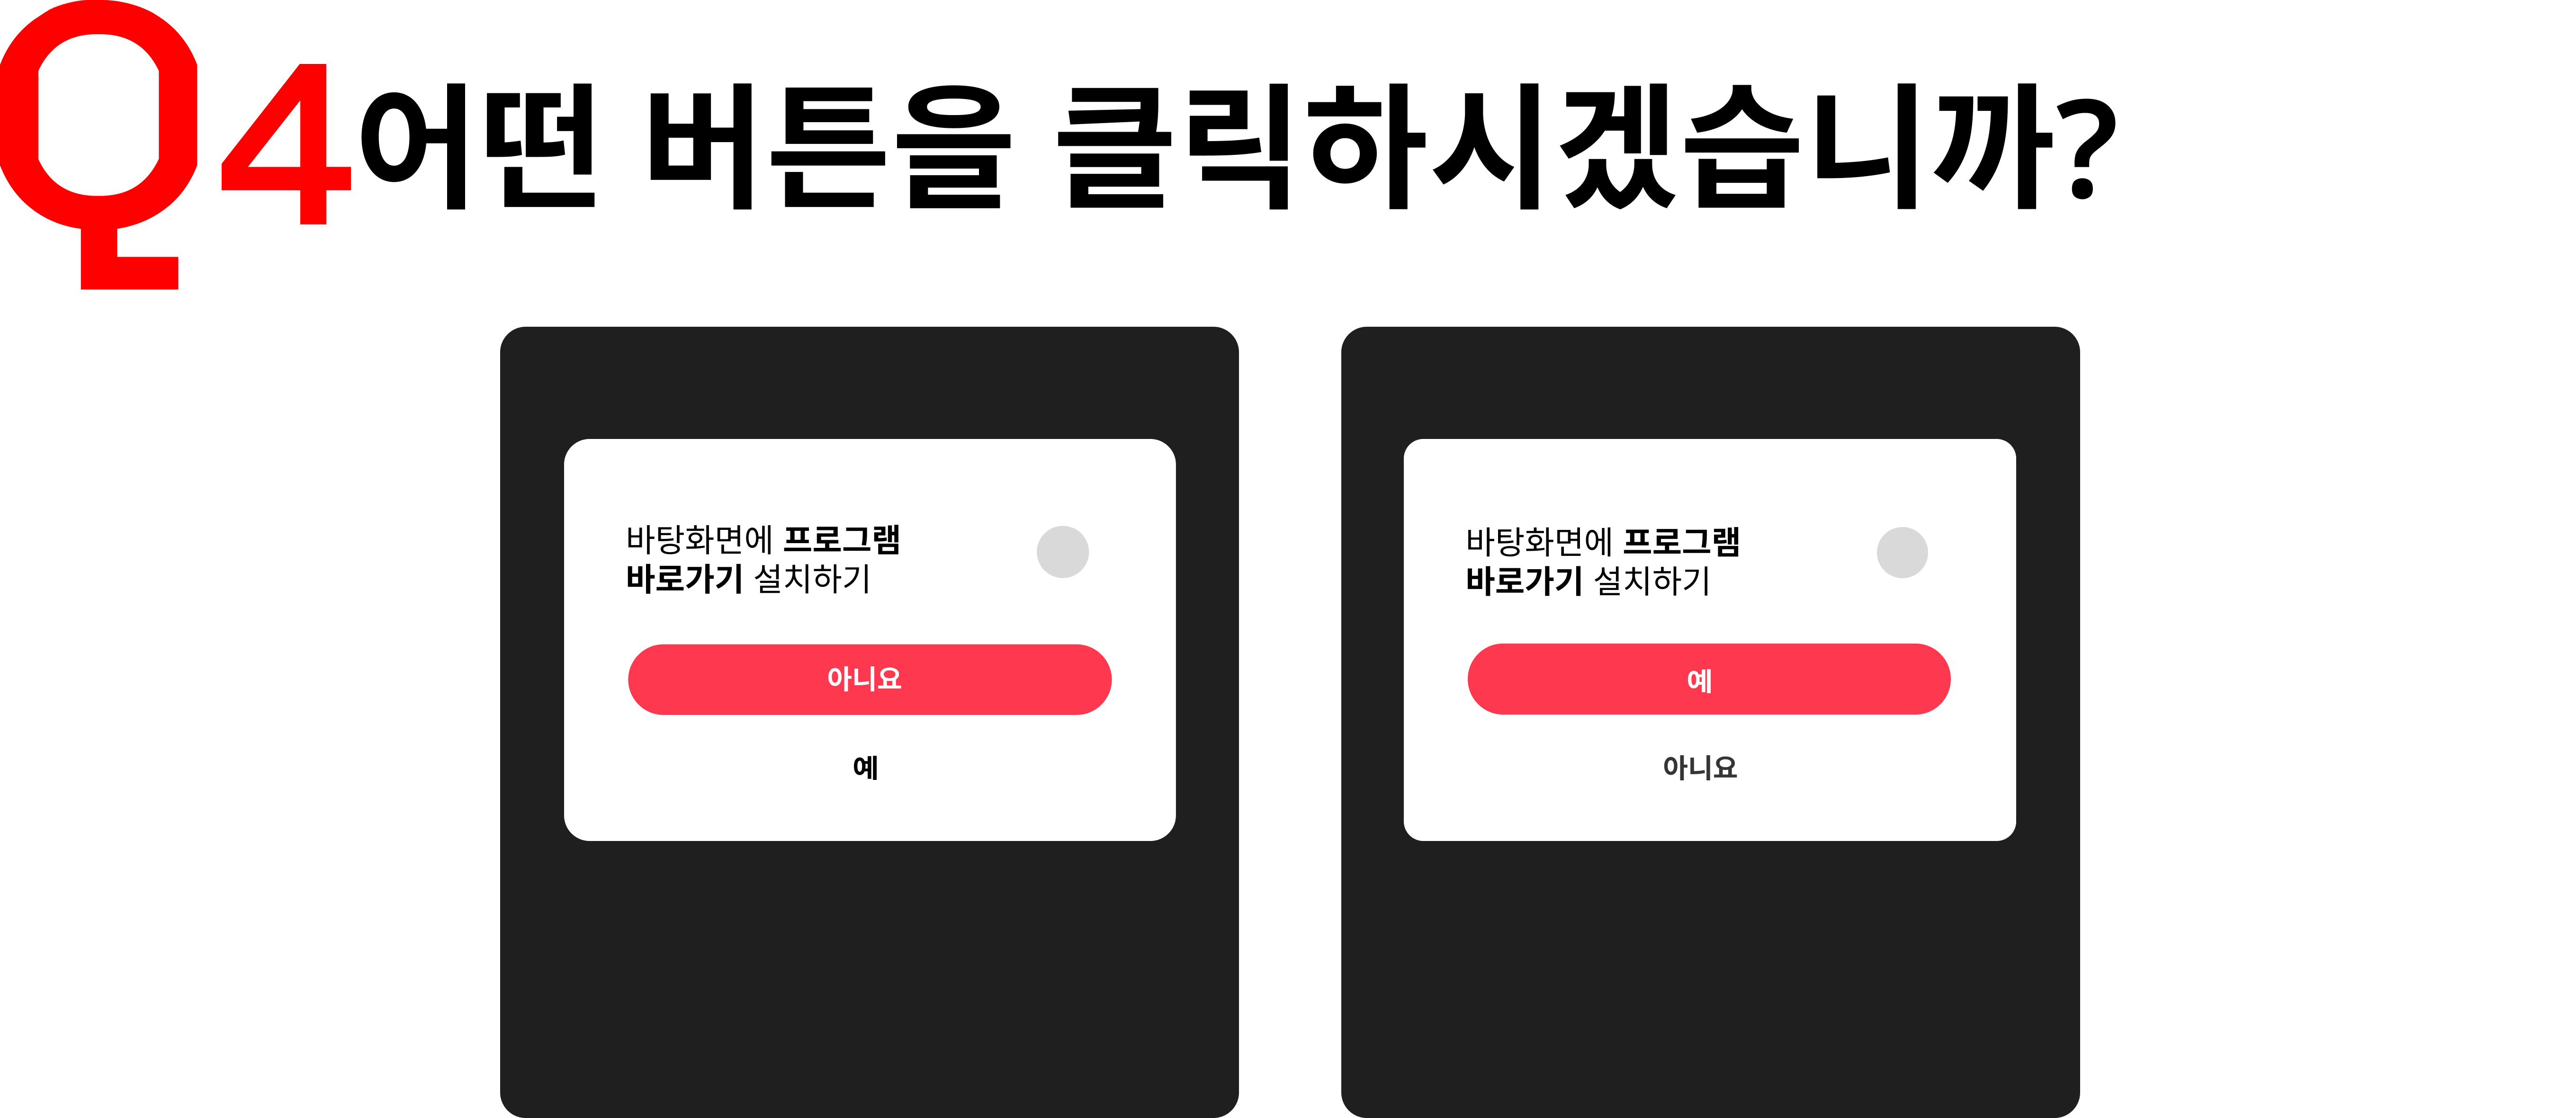 Q4 어떤 버튼을 클릭하시겠습니까?
바탕화면에 프로그램
바로가기 설치하기
아니요
예
바탕화면에 프로그램
바로가기 설치하기
예
아니요